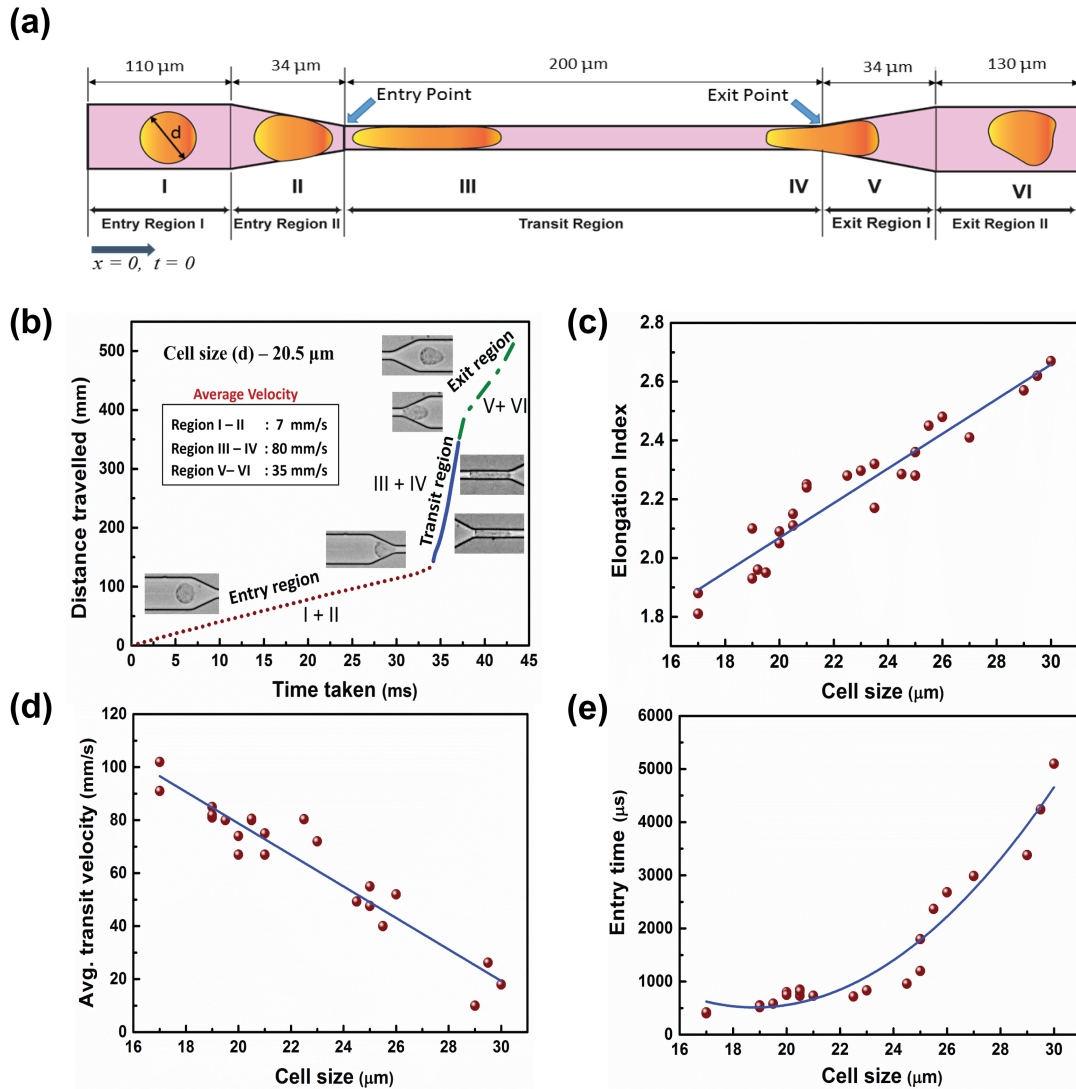 (a)
110 μm 34 μm 200 μm 34 μm 130 μm
Entry Point Exit Point
d
I II III IV V VI
Entry Region I Entry Region II Transit Region Exit Region I Exit Region II
x = 0, t = 0
(b)
Distance travelled (mm)
500
400
300
200
100
0
Cell size (d) – 20.5 μm
Average Velocity
Region I – II : 7 mm/s
Region III – IV : 80 mm/s
Region V– VI : 35 mm/s
Entry region
I + II
Transit region
III + IV
Exit region
V+ VI
0 5 10 15 20 25 30 35 40 45
Time taken (ms)
(c)
Elongation Index
2.8
2.6
2.4
2.2
2.0
1.8
16 18 20 22 24 26 28 30
Cell size (μm)
(d)
Avg. transit velocity (mm/s)
120
100
80
60
40
20
0
16 18 20 22 24 26 28 30
Cell size (μm)
(e)
Entry time (μs)
6000
5000
4000
3000
2000
1000
0
16 18 20 22 24 26 28 30
Cell size (μm)